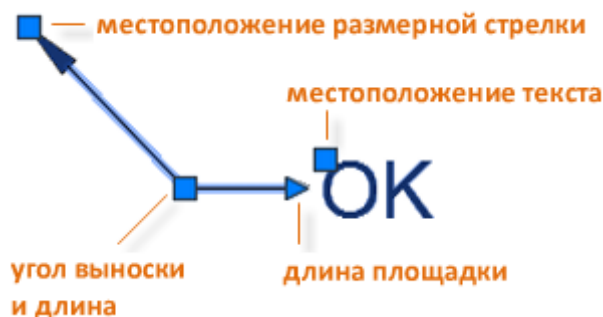 местоположение размерной стрелки
местоположение текста
OK
угол выноски
и длина
длина площадки